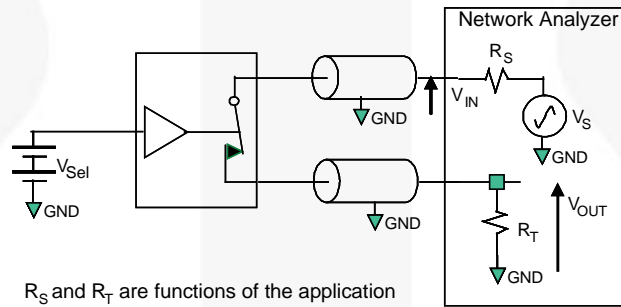 Network Analyzer
R_S
V_IN
GND
V_S
GND
V_Sel
GND
GND
V_OUT
R_T
GND
R_S and R_T are functions of the application